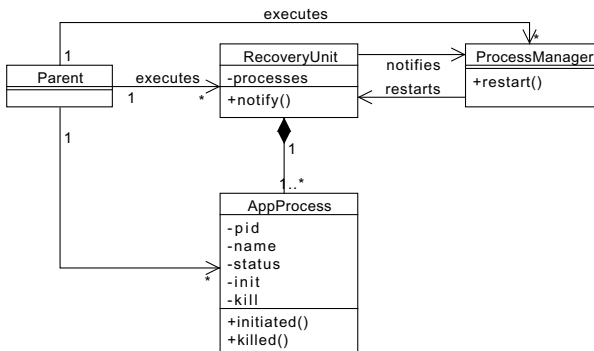 executes
1
*
Parent
executes
1
*
RecoveryUnit
-processes
+notify()
notifies
restarts
ProcessManager
+restart()
1
1
1..*
AppProcess
-pid
-name
-status
-init
-kill
+initiated()
+killed()
*